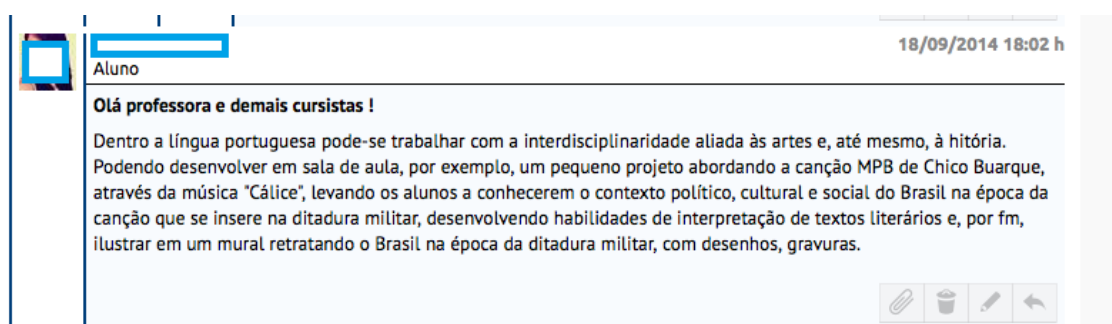 18/09/2014 18:02 h
Aluno
Olá professora e demais cursistas !
Dentro a língua portuguesa pode-se trabalhar com a interdisciplinaridade aliada às artes e, até mesmo, à hitória.
Podendo desenvolver em sala de aula, por exemplo, um pequeno projeto abordando a canção MPB de Chico Buarque,
através da música "Cálice", levando os alunos a conhecerem o contexto político, cultural e social do Brasil na época da
canção que se insere na ditadura militar, desenvolvendo habilidades de interpretação de textos literários e, por fm,
ilustrar em um mural retratando o Brasil na época da ditadura militar, com desenhos, gravuras.